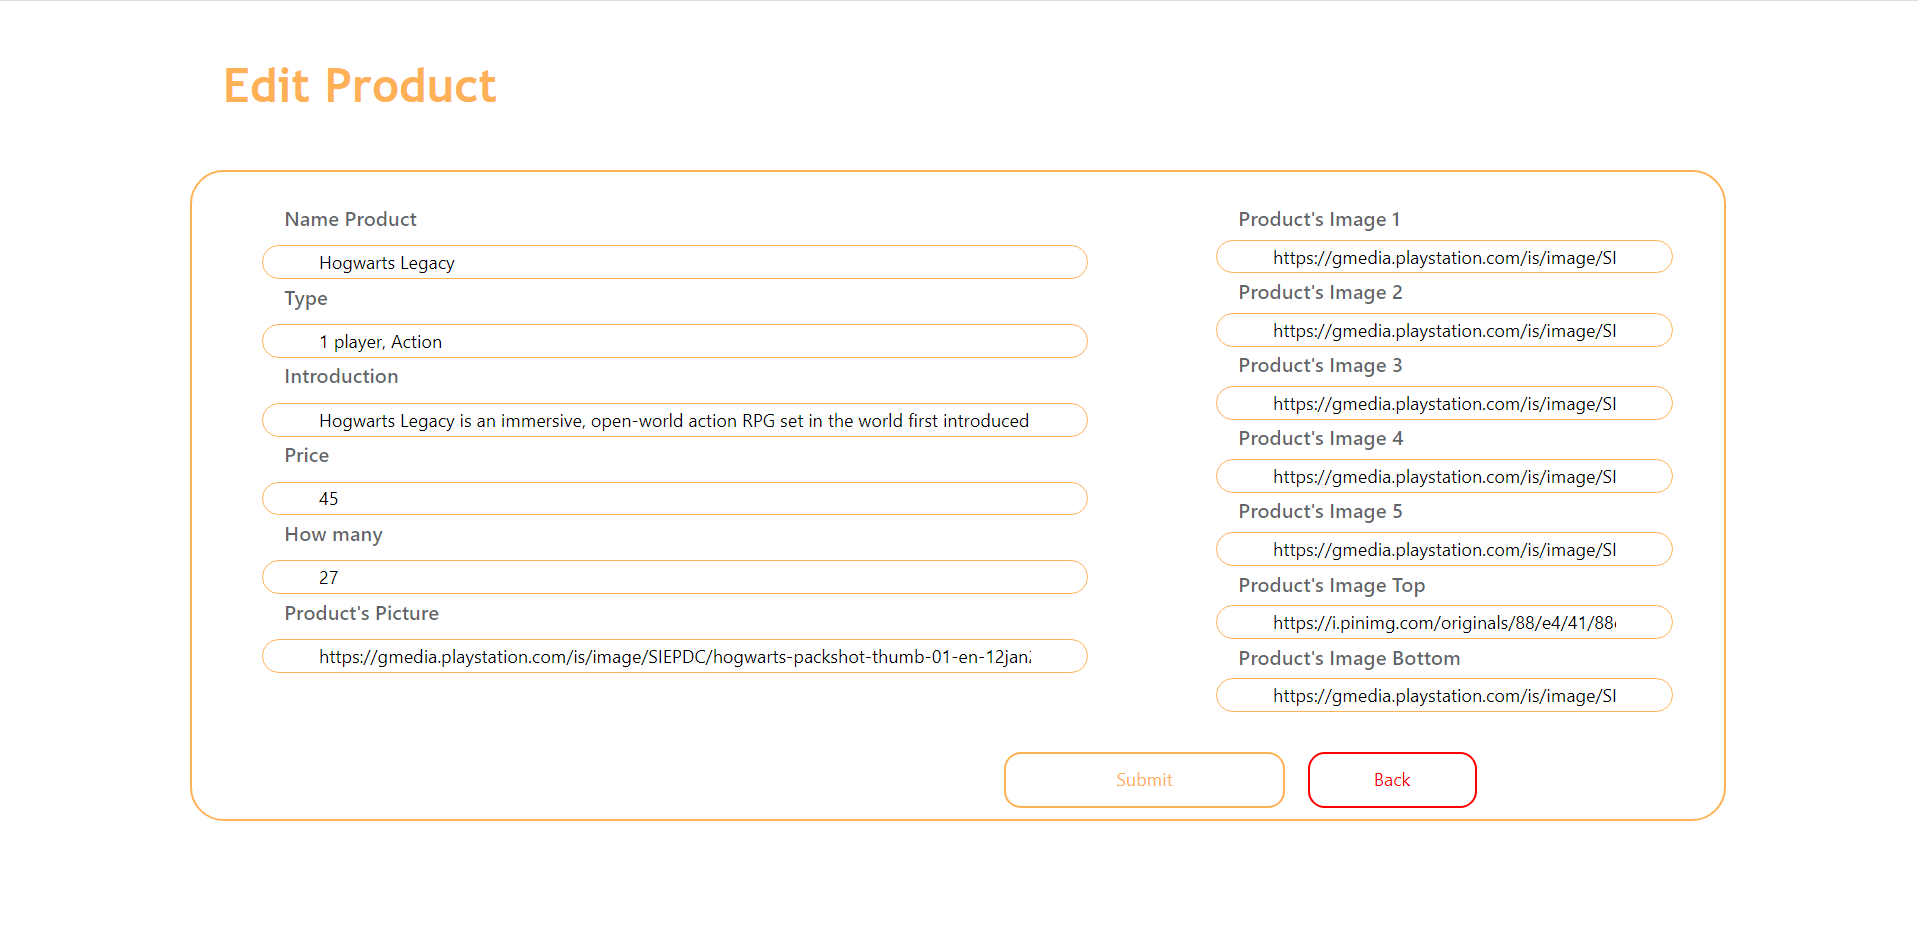 Edit Product
Name Product
Hogwarts Legacy
Type
1 player, Action
Introduction
Hogwarts Legacy is an immersive, open-world action RPG set in the world first introduced
Price
45
How many
27
Product's Picture
https://gmedia.playstation.com/is/image/SIEPDC/hogwarts-packshot-thumb-01-en-12jan
Product's Image 1
https://gmedia.playstation.com/is/image/SI
Product's Image 2
https://gmedia.playstation.com/is/image/SI
Product's Image 3
https://gmedia.playstation.com/is/image/SI
Product's Image 4
https://gmedia.playstation.com/is/image/SI
Product's Image 5
https://gmedia.playstation.com/is/image/SI
Product's Image Top
https://i.pinimg.com/originals/88/e4/41/88
Product's Image Bottom
https://gmedia.playstation.com/is/image/SI
Submit
Back